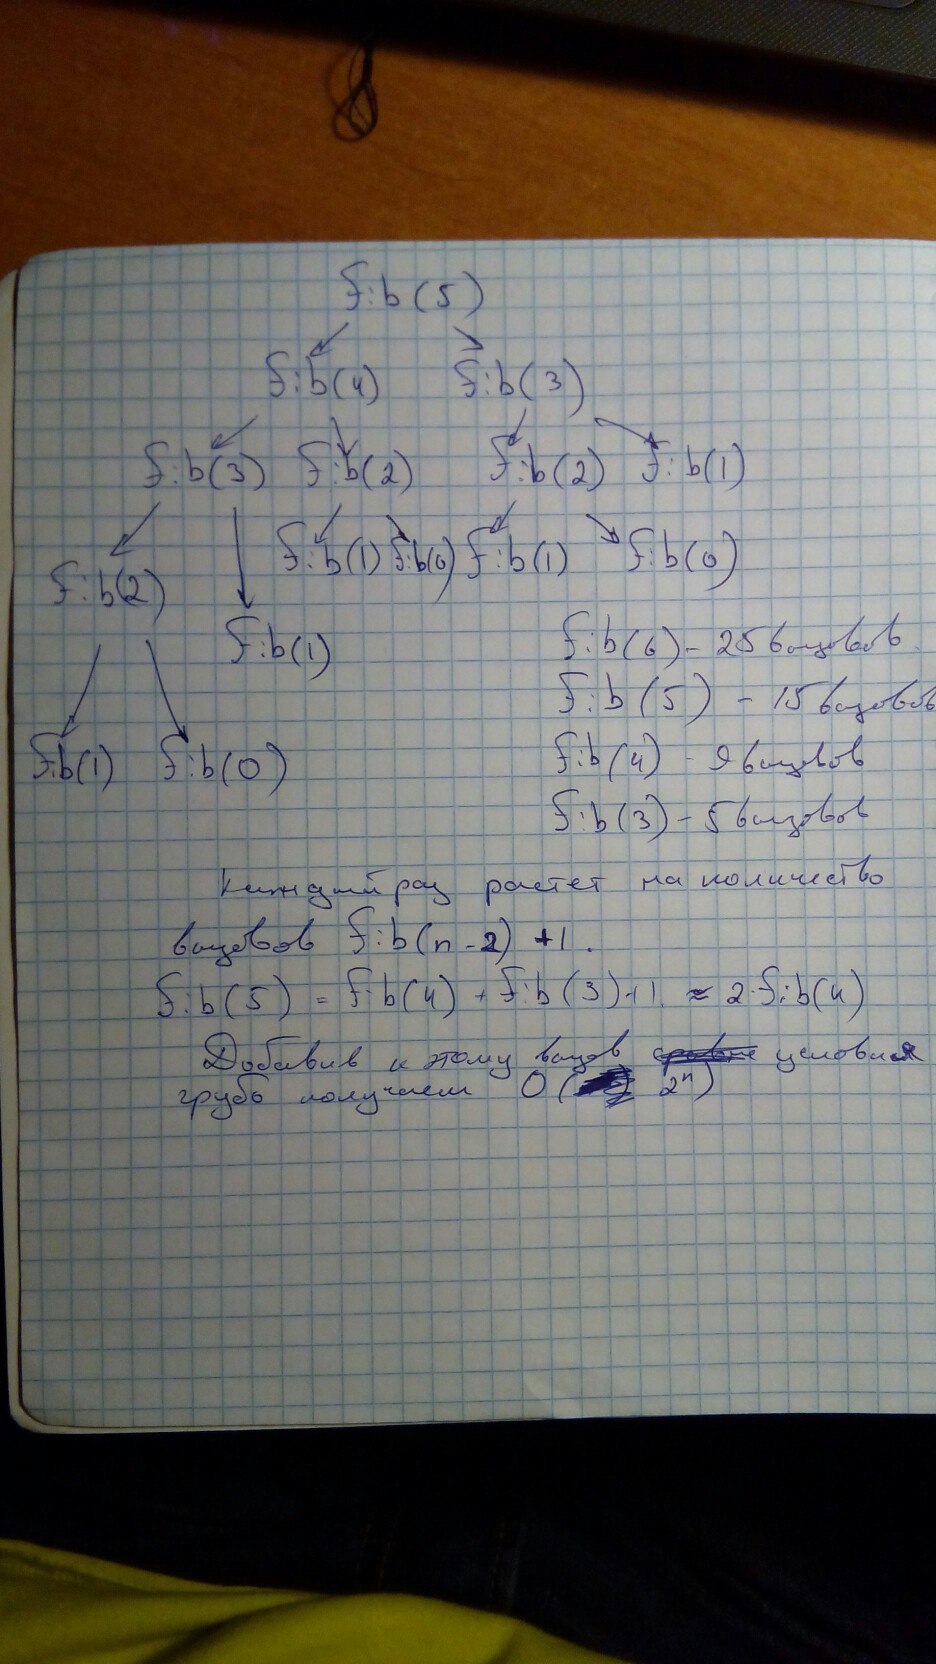 fib(5)
fib(4) fib(3)
fib(3) fib(2) fib(2) fib(1)
fib(2) fib(1) fib(0) fib(1) fib(0)
fib(1)
fib(1) fib(0)
fib(6) - 25 вызовов.
fib(5) - 15 вызовов
fib(4) - 9 вызовов
fib(3) - 5 вызовов
Каждый раз растет на количество
вызовов fib(n-2) +1.
fib(5) = fib(4) + fib(3)+1 ≈ 2·fib(4)
Добавив к этому вызов условия
грубо получаем O( 2ⁿ)